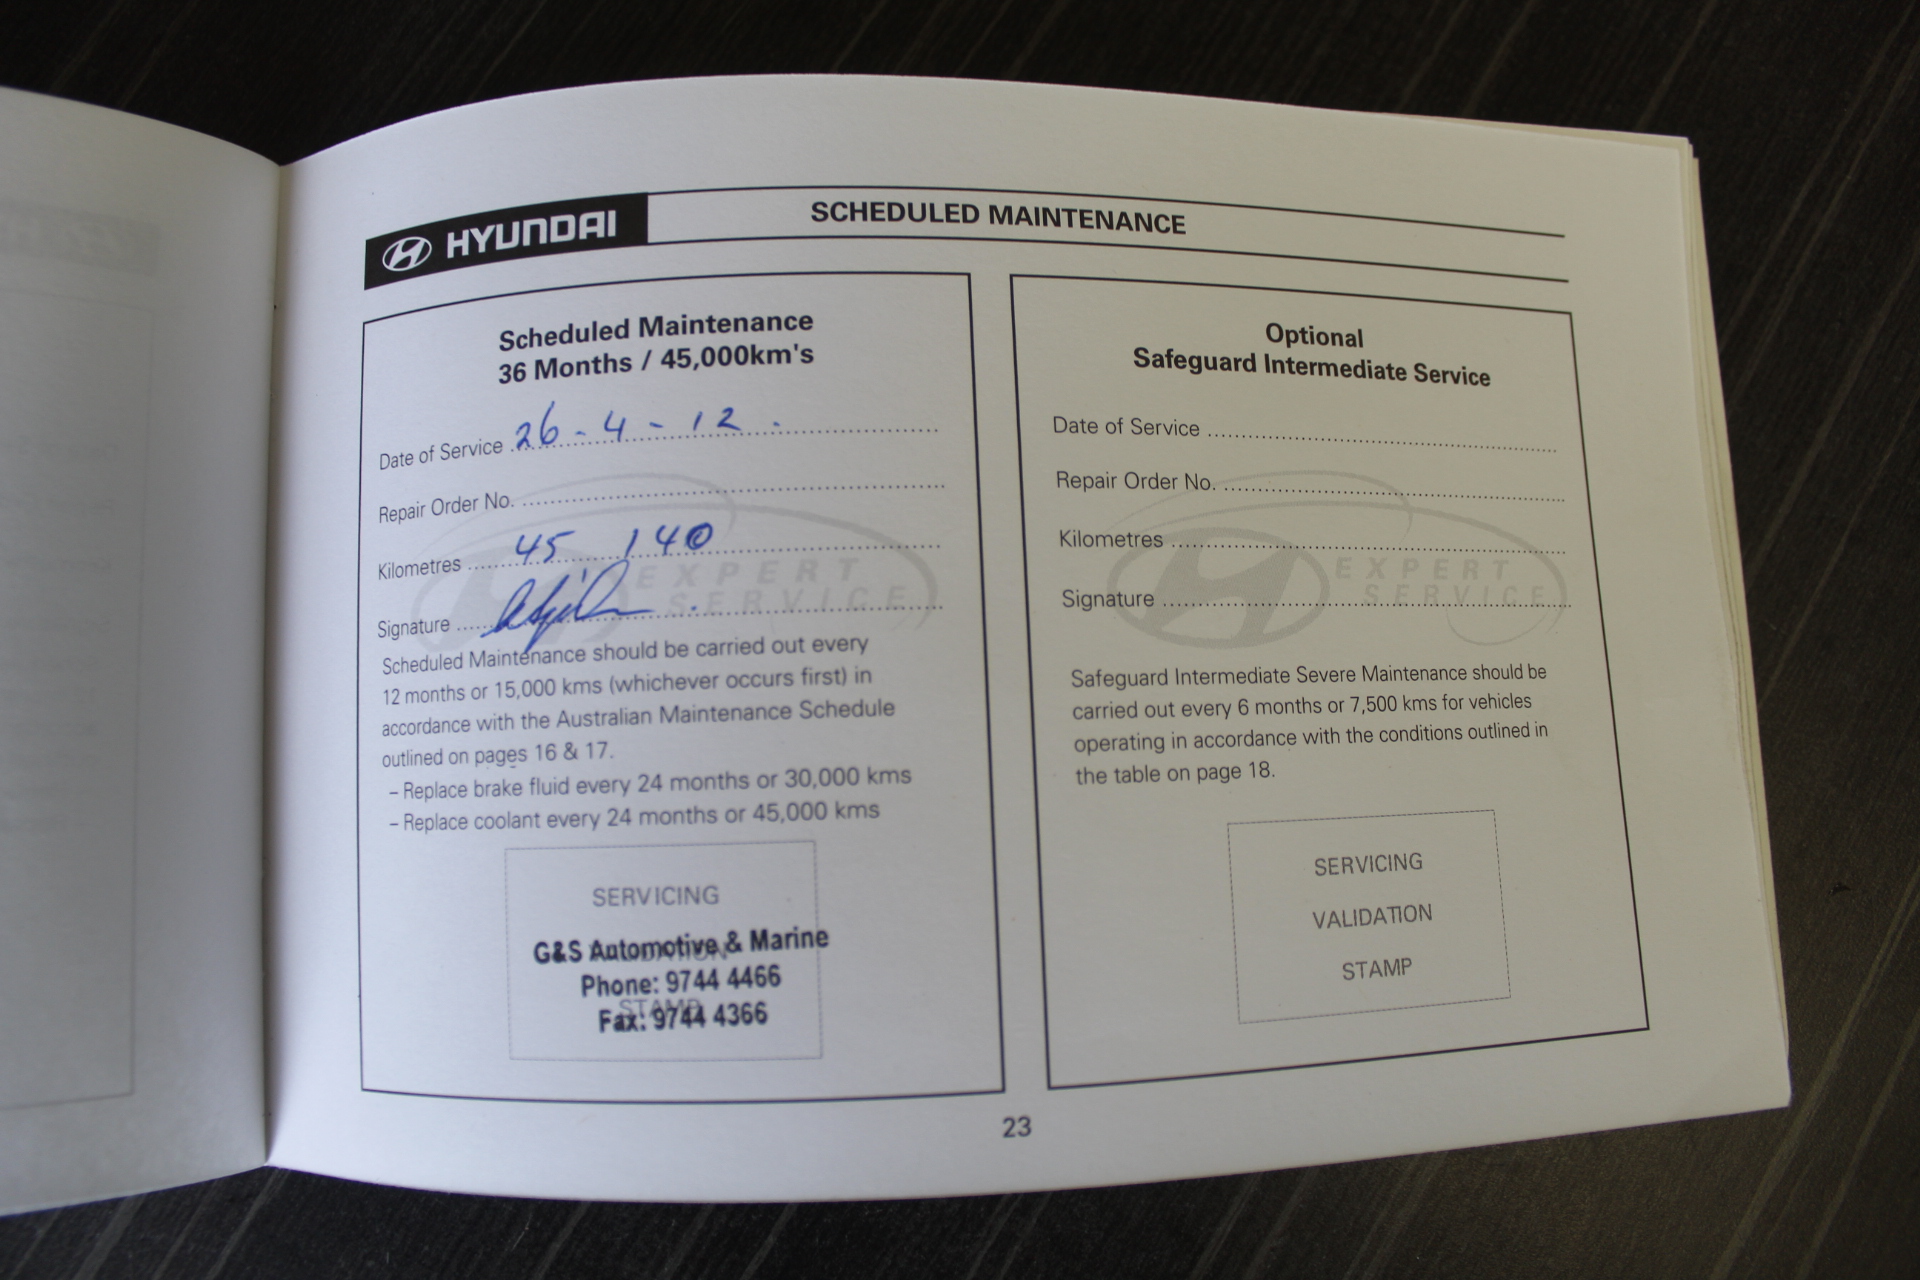 HYUNDAI
SCHEDULED MAINTENANCE
Scheduled Maintenance
36 Months / 45,000km's
Date of Service 26-4-12.
Repair Order No.
Kilometres 45 140
Signature
EXPERT
SERVICE
Scheduled Maintenance should be carried out every
12 months or 15,000 kms (whichever occurs first) in
accordance with the Australian Maintenance Schedule
outlined on pages 16 & 17.
– Replace brake fluid every 24 months or 30,000 kms
– Replace coolant every 24 months or 45,000 kms
SERVICING
VALIDATION
STAMP
G&S Automotive & Marine
Phone: 9744 4466
Fax: 9744 4366
Optional
Safeguard Intermediate Service
Date of Service
Repair Order No.
Kilometres
Signature
EXPERT
SERVICE
Safeguard Intermediate Severe Maintenance should be
carried out every 6 months or 7,500 kms for vehicles
operating in accordance with the conditions outlined in
the table on page 18.
SERVICING
VALIDATION
STAMP
23